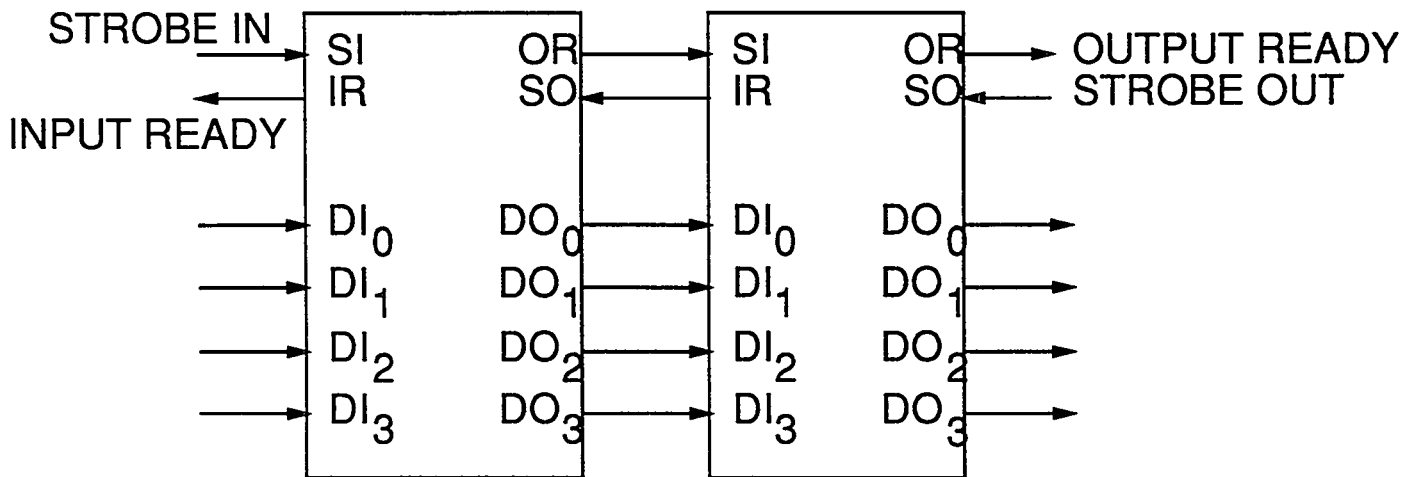 STROBE IN
SI OR SI OR OUTPUT READY
IR SO IR SO STROBE OUT
INPUT READY
DI0 DO0 DI0 DO0
DI1 DO1 DI1 DO1
DI2 DO2 DI2 DO2
DI3 DO3 DI3 DO3